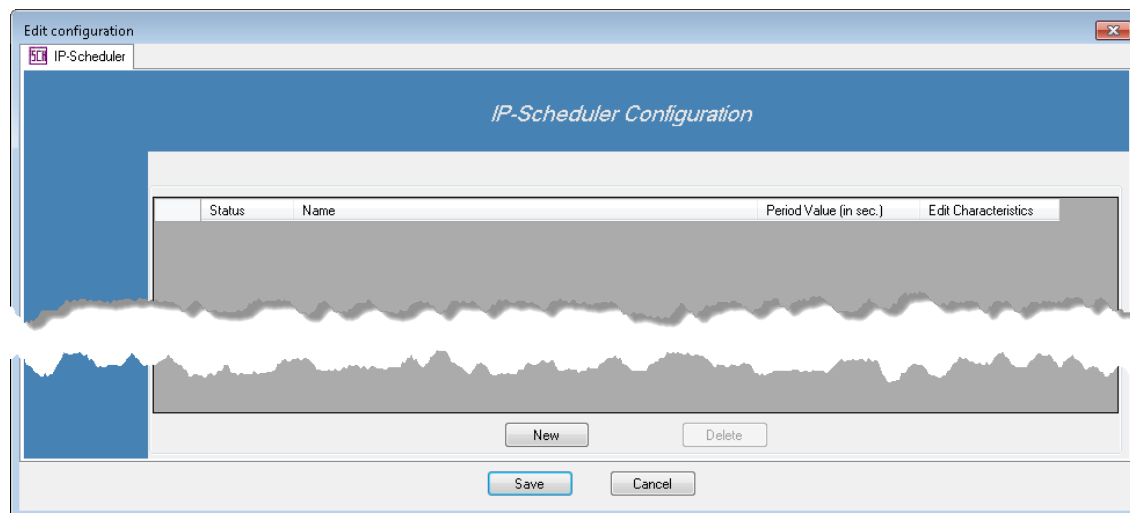 Edit configuration
SCH IP-Scheduler
IP-Scheduler Configuration
Status Name Period Value (in sec.) Edit Characteristics
New Delete
Save Cancel